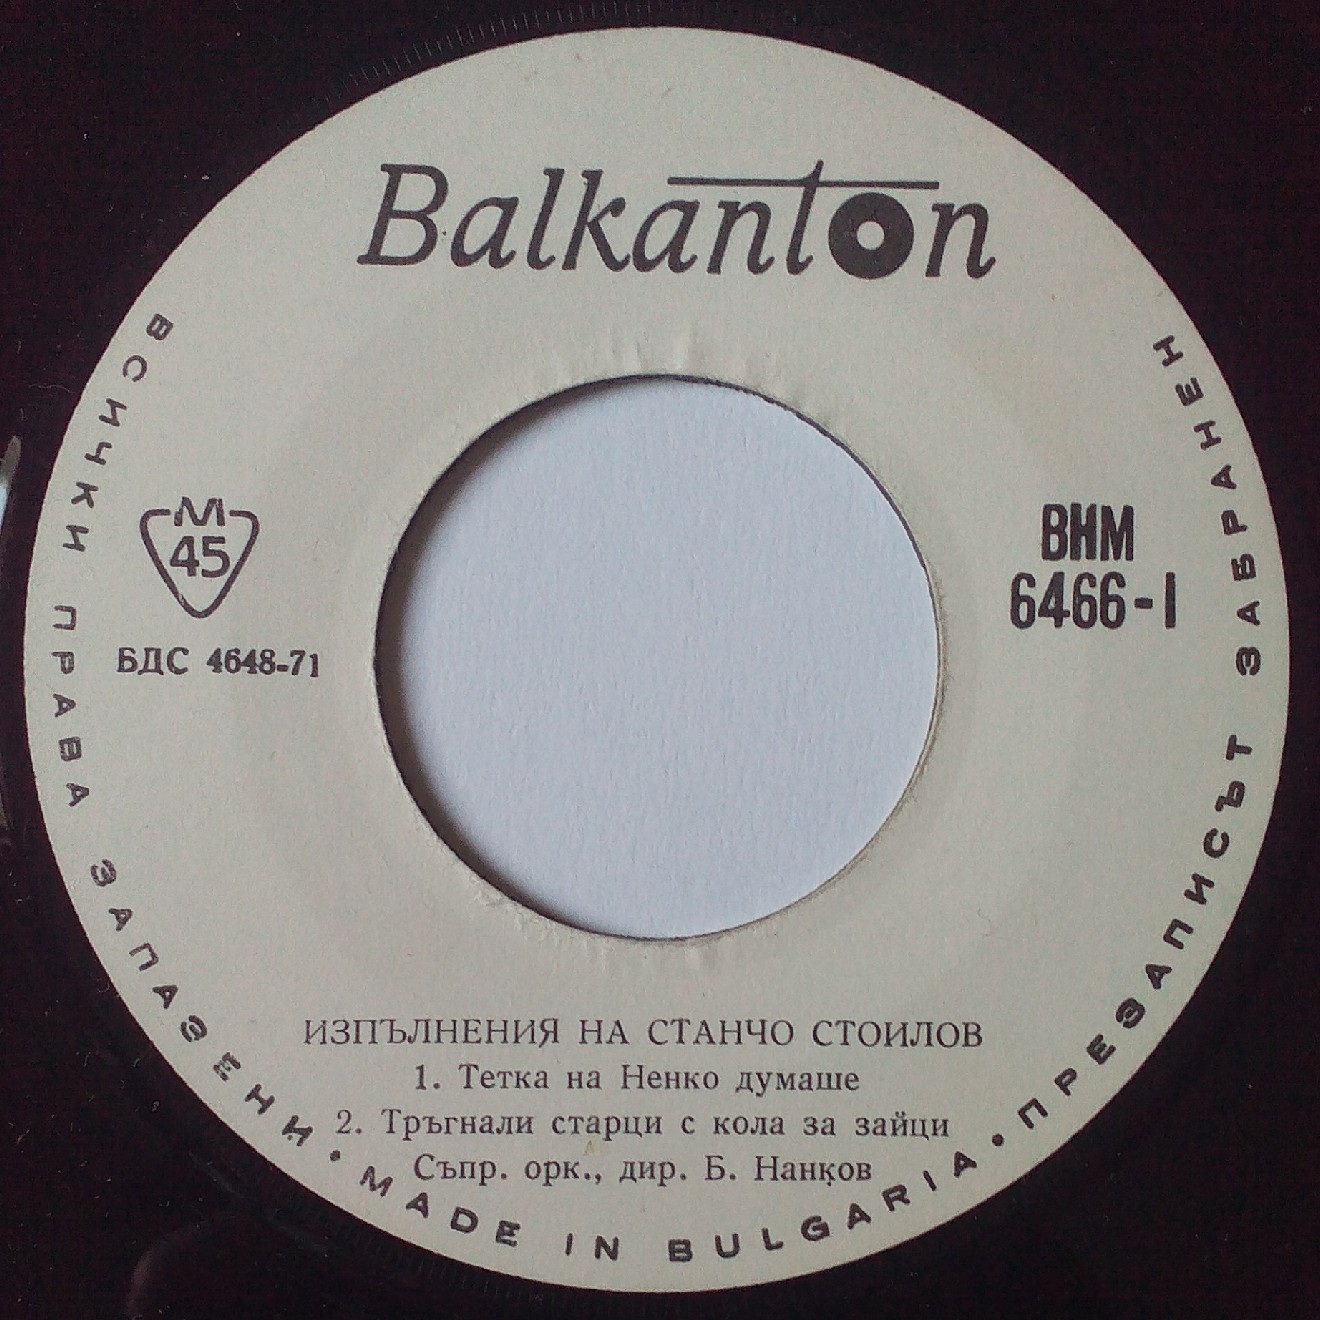 Balkanton
М
45
БДС 4648-71
ВНМ
6466-I
ИЗПЪЛНЕНИЯ НА СТАНЧО СТОИЛОВ
1. Тетка на Ненко думаше
2. Тръгнали старци с кола за зайци
Съпр. орк., дир. Б. Нанков
ВСИЧКИ ПРАВА ЗАПАЗЕНИ • MADE IN BULGARIA • ПРЕЗАПИСЪТ ЗАБРАНЕН